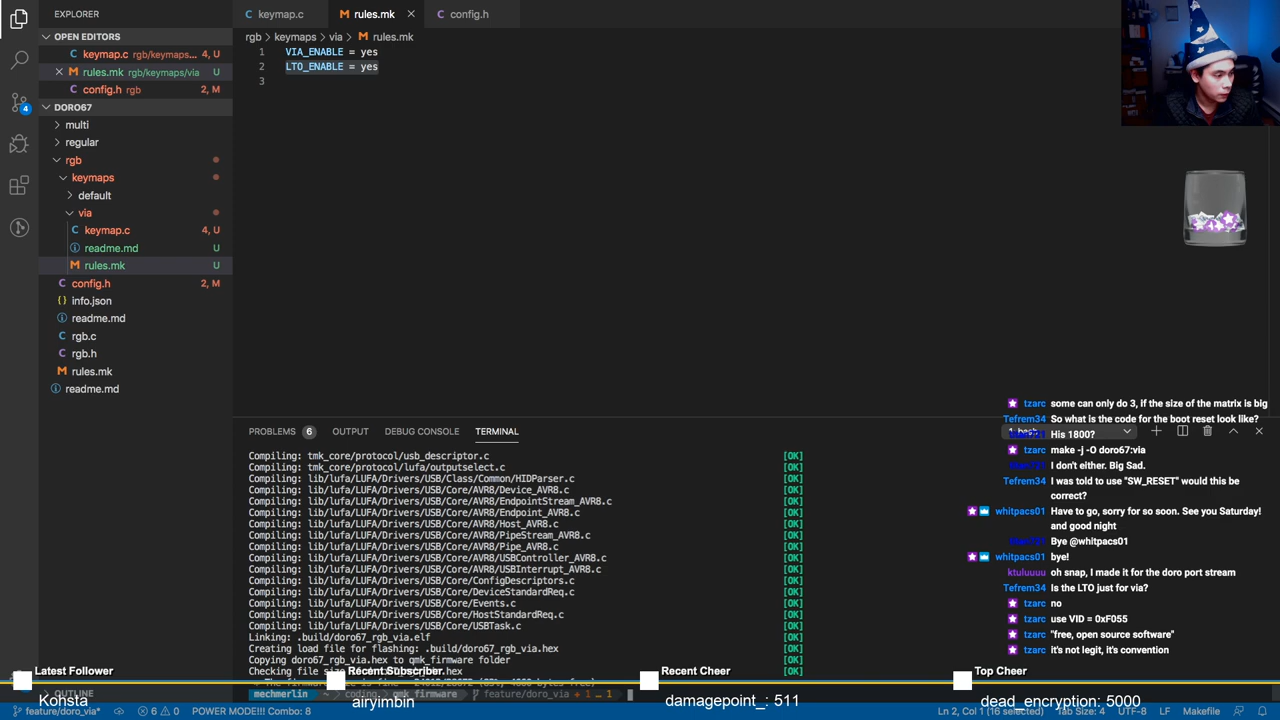 EXPLORER
OPEN EDITORS
keymap.c rgb/keymaps... 4, U
rules.mk rgb/keymaps/via U
config.h rgb 2, M
DORO67
multi
regular
rgb
keymaps
default
via
keymap.c 4, U
readme.md U
rules.mk U
config.h 2, M
info.json
readme.md
rgb.c
rgb.h
rules.mk
readme.md
OUTLINE
4
keymap.c
rules.mk
config.h
rgb > keymaps > via > rules.mk
1 VIA_ENABLE = yes
2 LTO_ENABLE = yes
3
PROBLEMS 6 OUTPUT DEBUG CONSOLE TERMINAL
Compiling: tmk_core/protocol/usb_descriptor.c [OK]
Compiling: tmk_core/protocol/lufa/outputselect.c [OK]
Compiling: lib/lufa/LUFA/Drivers/USB/Class/Common/HIDParser.c [OK]
Compiling: lib/lufa/LUFA/Drivers/USB/Core/AVR8/Device_AVR8.c [OK]
Compiling: lib/lufa/LUFA/Drivers/USB/Core/AVR8/EndpointStream_AVR8.c [OK]
Compiling: lib/lufa/LUFA/Drivers/USB/Core/AVR8/Endpoint_AVR8.c [OK]
Compiling: lib/lufa/LUFA/Drivers/USB/Core/AVR8/Host_AVR8.c [OK]
Compiling: lib/lufa/LUFA/Drivers/USB/Core/AVR8/PipeStream_AVR8.c [OK]
Compiling: lib/lufa/LUFA/Drivers/USB/Core/AVR8/Pipe_AVR8.c [OK]
Compiling: lib/lufa/LUFA/Drivers/USB/Core/AVR8/USBController_AVR8.c [OK]
Compiling: lib/lufa/LUFA/Drivers/USB/Core/AVR8/USBInterrupt_AVR8.c [OK]
Compiling: lib/lufa/LUFA/Drivers/USB/Core/ConfigDescriptors.c [OK]
Compiling: lib/lufa/LUFA/Drivers/USB/Core/DeviceStandardReq.c [OK]
Compiling: lib/lufa/LUFA/Drivers/USB/Core/Events.c [OK]
Compiling: lib/lufa/LUFA/Drivers/USB/Core/HostStandardReq.c [OK]
Compiling: lib/lufa/LUFA/Drivers/USB/Core/USBTask.c [OK]
Linking: .build/doro67_rgb_via.elf [OK]
Creating load file for flashing: .build/doro67_rgb_via.hex [OK]
Copying doro67_rgb_via.hex to qmk_firmware folder [OK]
Checking file size [OK]
mechmerlin ~ coding qmk_firmware feature/doro_via 1 … 1
tzarc some can only do 3, if the size of the matrix is big
Tefrem34 So what is the code for the boot reset look like?
His 1800?
tzarc make -j -O doro67:via
I don't either. Big Sad.
Tefrem34 I was told to use "SW_RESET" would this be
correct?
whitpacs01 Have to go, sorry for so soon. See you Saturday!
and good night
Bye @whitpacs01
whitpacs01 bye!
ktuluuuu oh snap, I made it for the doro port stream
Tefrem34 Is the LTO just for via?
tzarc no
tzarc use VID = 0xF055
tzarc "free, open source software"
tzarc it's not legit, it's convention
Latest Follower
Konsta
Recent Subscriber
airyimbin
Recent Cheer
damagepoint_: 511
Top Cheer
dead_encryption: 5000
feature/doro_via* 6 0 POWER MODE!!! Combo: 8
Ln 2, Col 1 (16 selected) Tab Size: 4 UTF-8 LF Makefile